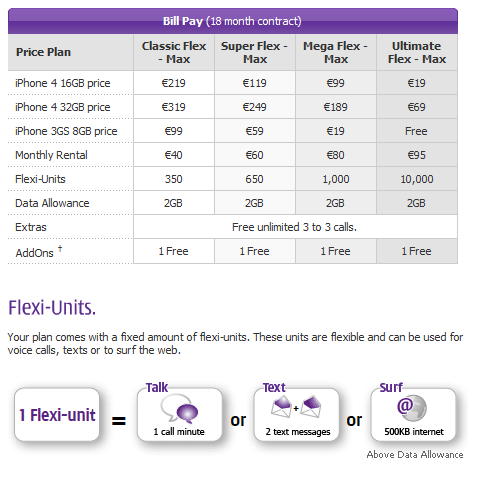 Bill Pay (18 month contract)
Price Plan Classic Flex - Max Super Flex - Max Mega Flex - Max Ultimate Flex - Max
iPhone 4 16GB price €219 €119 €99 €19
iPhone 4 32GB price €319 €249 €189 €69
iPhone 3GS 8GB price €99 €59 €19 Free
Monthly Rental €40 €60 €80 €95
Flexi-Units 350 650 1,000 10,000
Data Allowance 2GB 2GB 2GB 2GB
Extras Free unlimited 3 to 3 calls.
AddOns † 1 Free 1 Free 1 Free 1 Free
Flexi-Units.
Your plan comes with a fixed amount of flexi-units. These units are flexible and can be used for
voice calls, texts or to surf the web.
Talk Text Surf
1 Flexi-unit = or + or @
1 call minute 2 text messages 500KB internet
Above Data Allowance